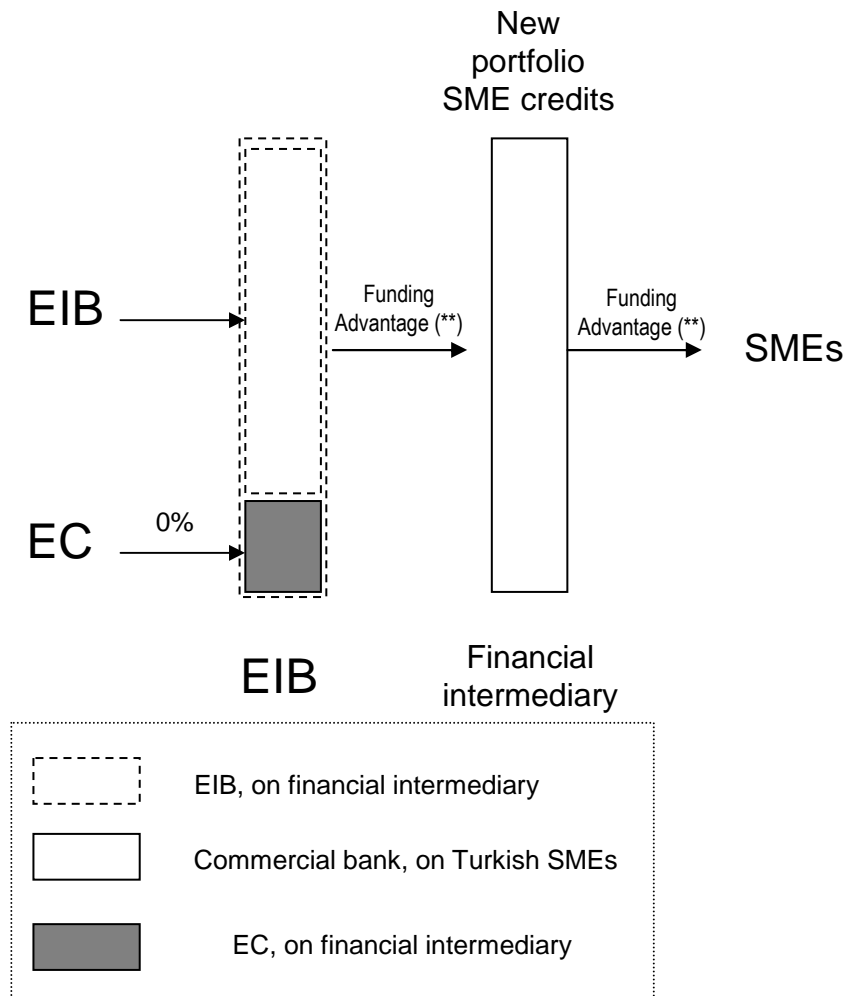 New
portfolio
SME credits
EIB
Funding
Advantage (**)
Funding
Advantage (**)
SMEs
0%
EC
EIB
Financial
intermediary
EIB, on financial intermediary
Commercial bank, on Turkish SMEs
EC, on financial intermediary